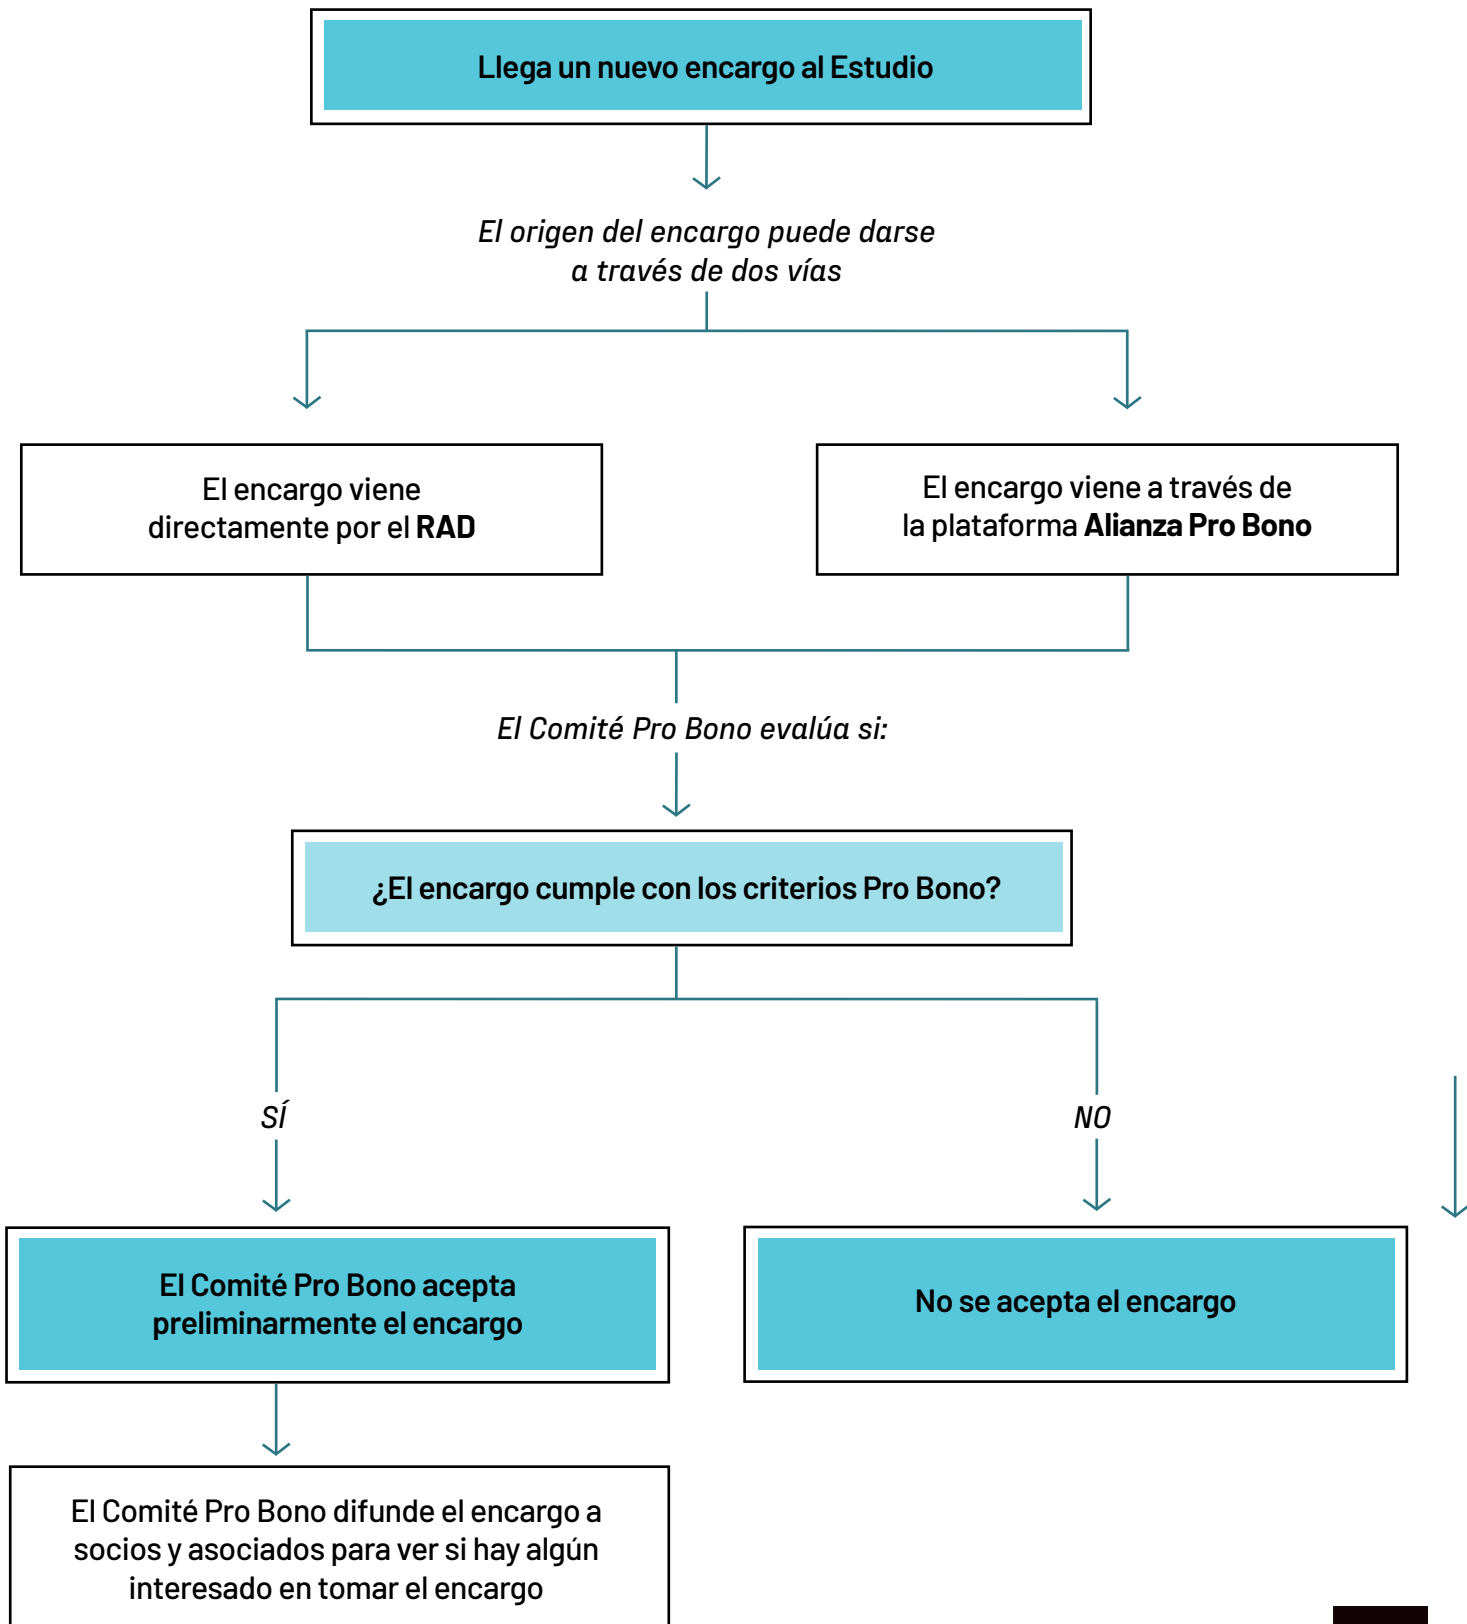 Llega un nuevo encargo al Estudio
El origen del encargo puede darse
a través de dos vías
El encargo viene
directamente por el RAD
El encargo viene a través de
la plataforma Alianza Pro Bono
El Comité Pro Bono evalúa si:
¿El encargo cumple con los criterios Pro Bono?
SÍ
NO
El Comité Pro Bono acepta
preliminarmente el encargo
No se acepta el encargo
El Comité Pro Bono difunde el encargo a
socios y asociados para ver si hay algún
interesado en tomar el encargo